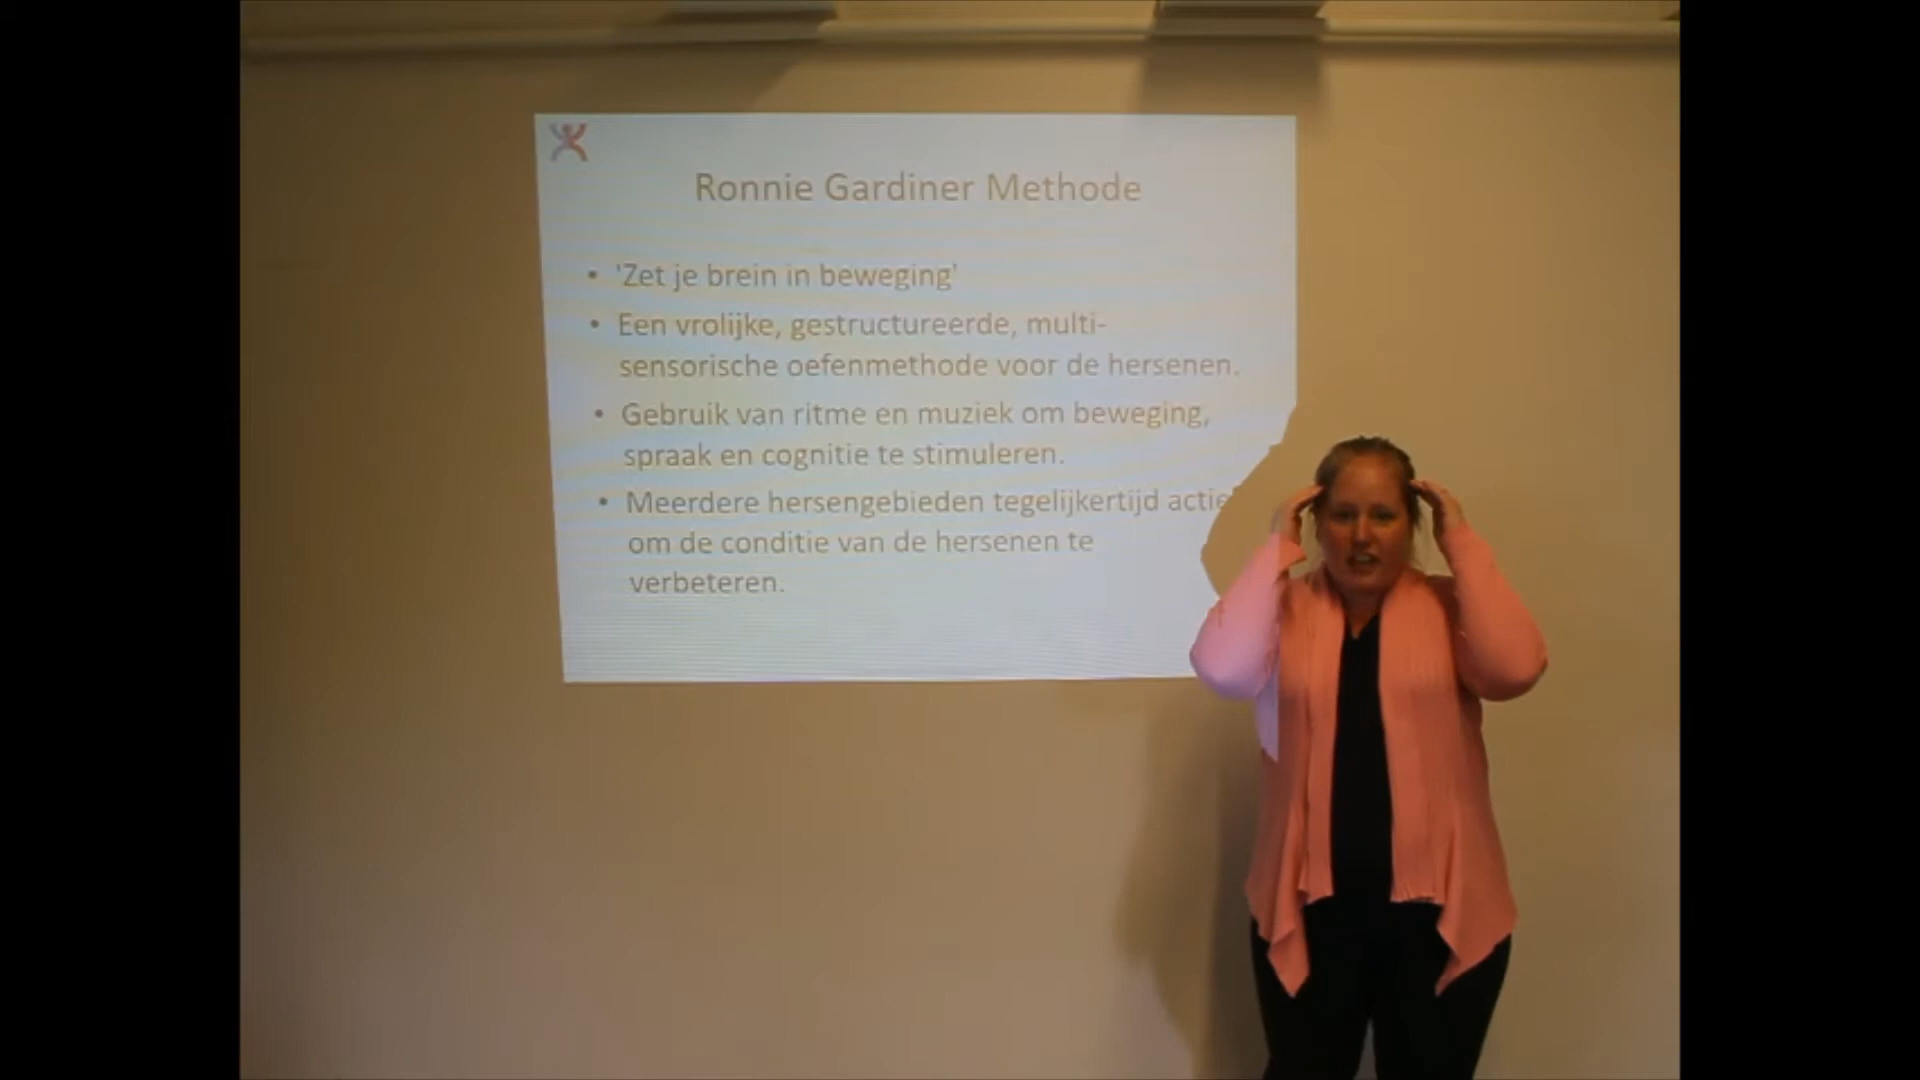 Ronnie Gardiner Methode
• 'Zet je brein in beweging'
• Een vrolijke, gestructureerde, multi-
sensorische oefenmethode voor de hersenen.
• Gebruik van ritme en muziek om beweging,
spraak en cognitie te stimuleren.
• Meerdere hersengebieden tegelijkertijd
om de conditie van de hersenen te
verbeteren.